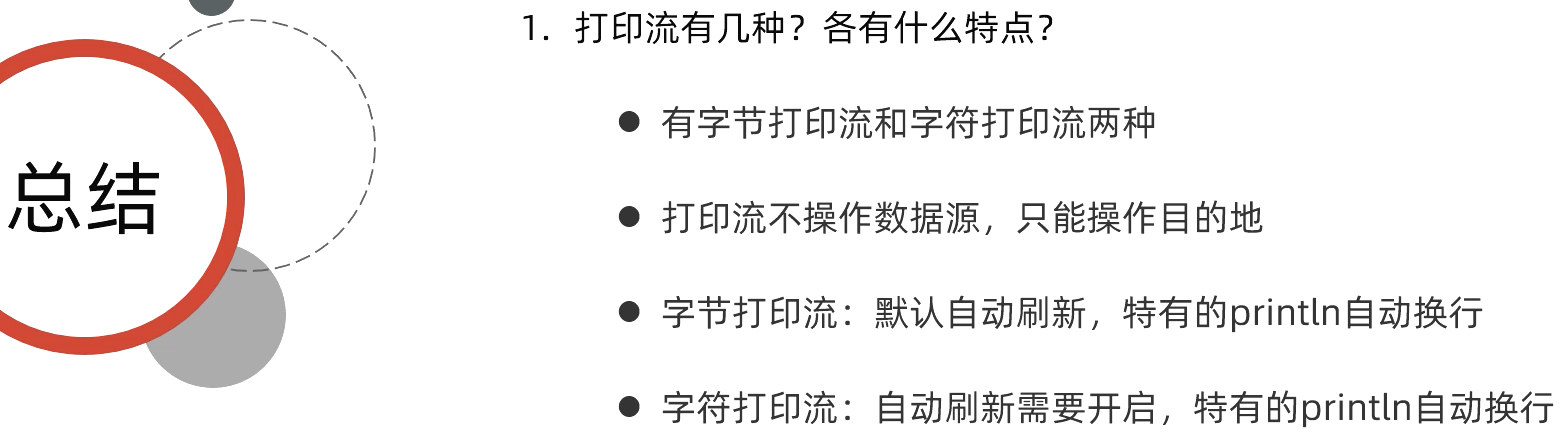 总结
1. 打印流有几种？各有什么特点？
● 有字节打印流和字符打印流两种
● 打印流不操作数据源，只能操作目的地
● 字节打印流：默认自动刷新，特有的println自动换行
● 字符打印流：自动刷新需要开启，特有的println自动换行